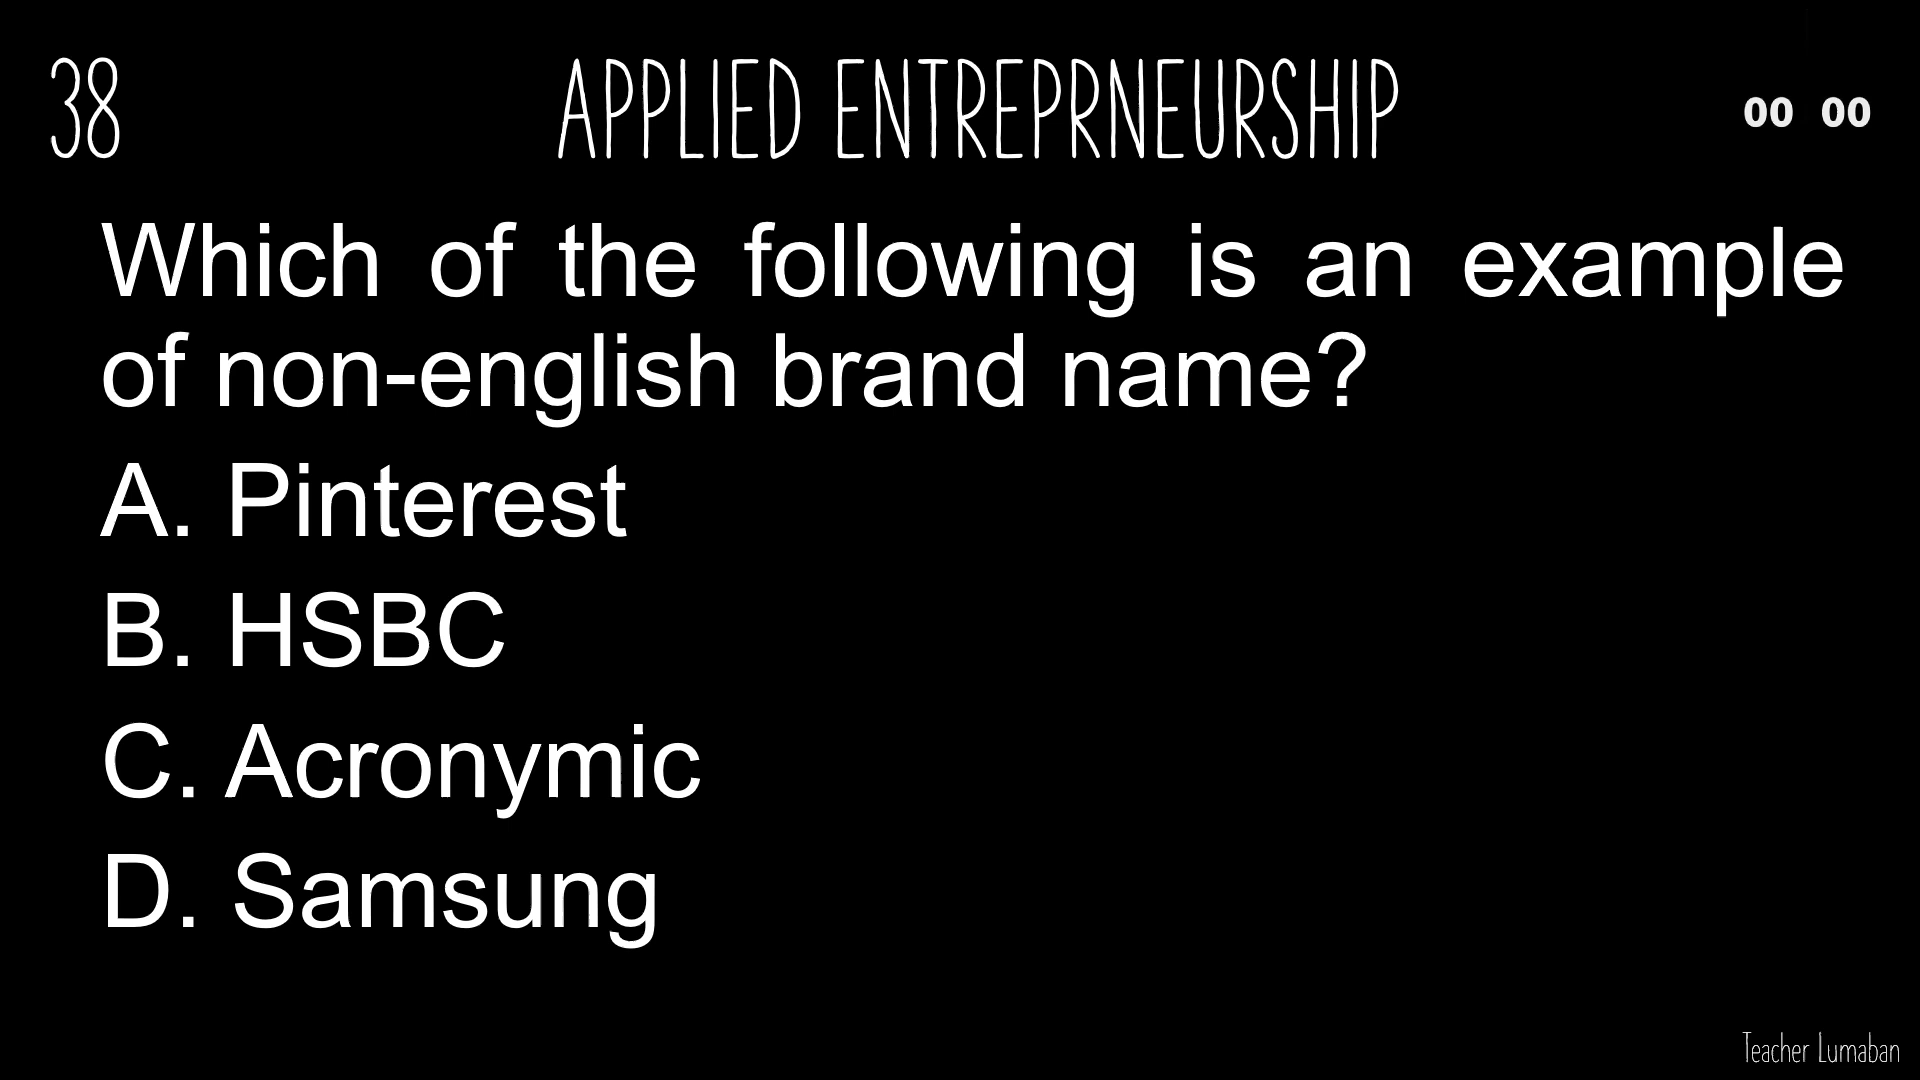 38
APPLIED ENTREPRNEURSHIP
00 00
Which of the following is an example
of non-english brand name?
A. Pinterest
B. HSBC
C. Acronymic
D. Samsung
Teacher Lumaban